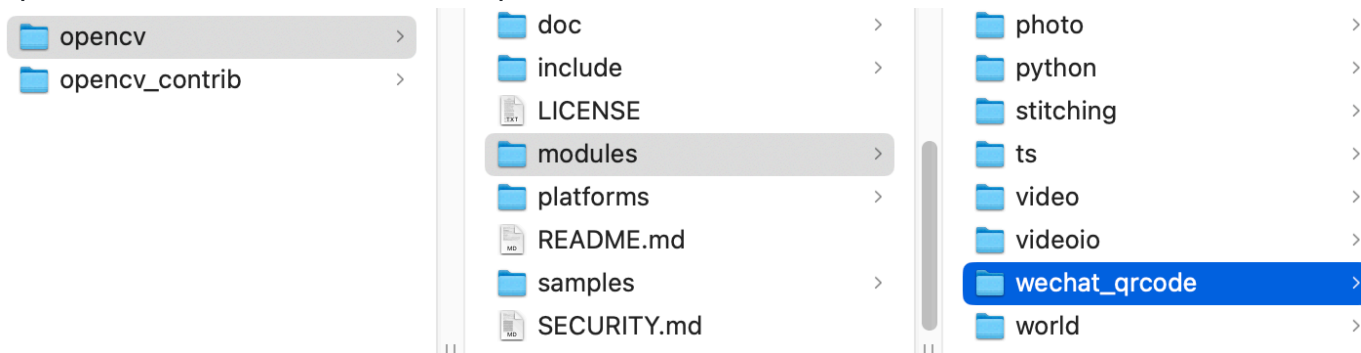 opencv
opencv_contrib
doc
include
LICENSE
modules
platforms
README.md
samples
SECURITY.md
photo
python
stitching
ts
video
videoio
wechat_qrcode
world